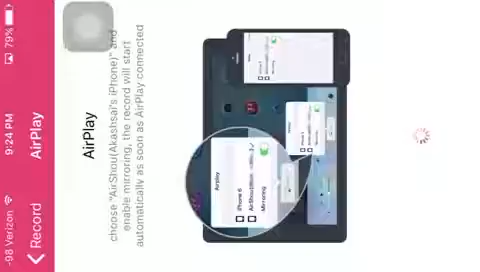 -98 Verizon 9:24 PM 79%
Record AirPlay
AirPlay
choose "AirShou(Akashsai's iPhone)" and
enable mirroring, the record will start
automatically as soon as AirPlay connected
Airplay
iPhone 6
Mirroring